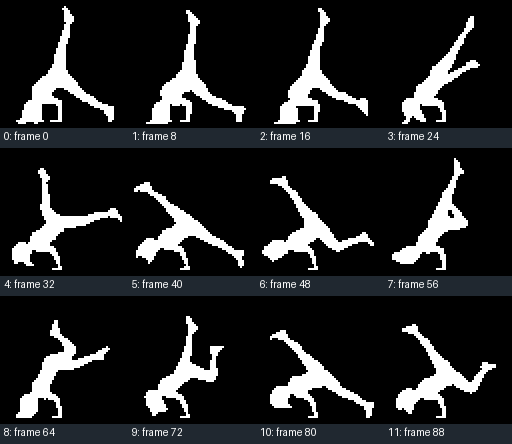 0: frame 0
1: frame 8
2: frame 16
3: frame 24
4: frame 32
5: frame 40
6: frame 48
7: frame 56
8: frame 64
9: frame 72
10: frame 80
11: frame 88